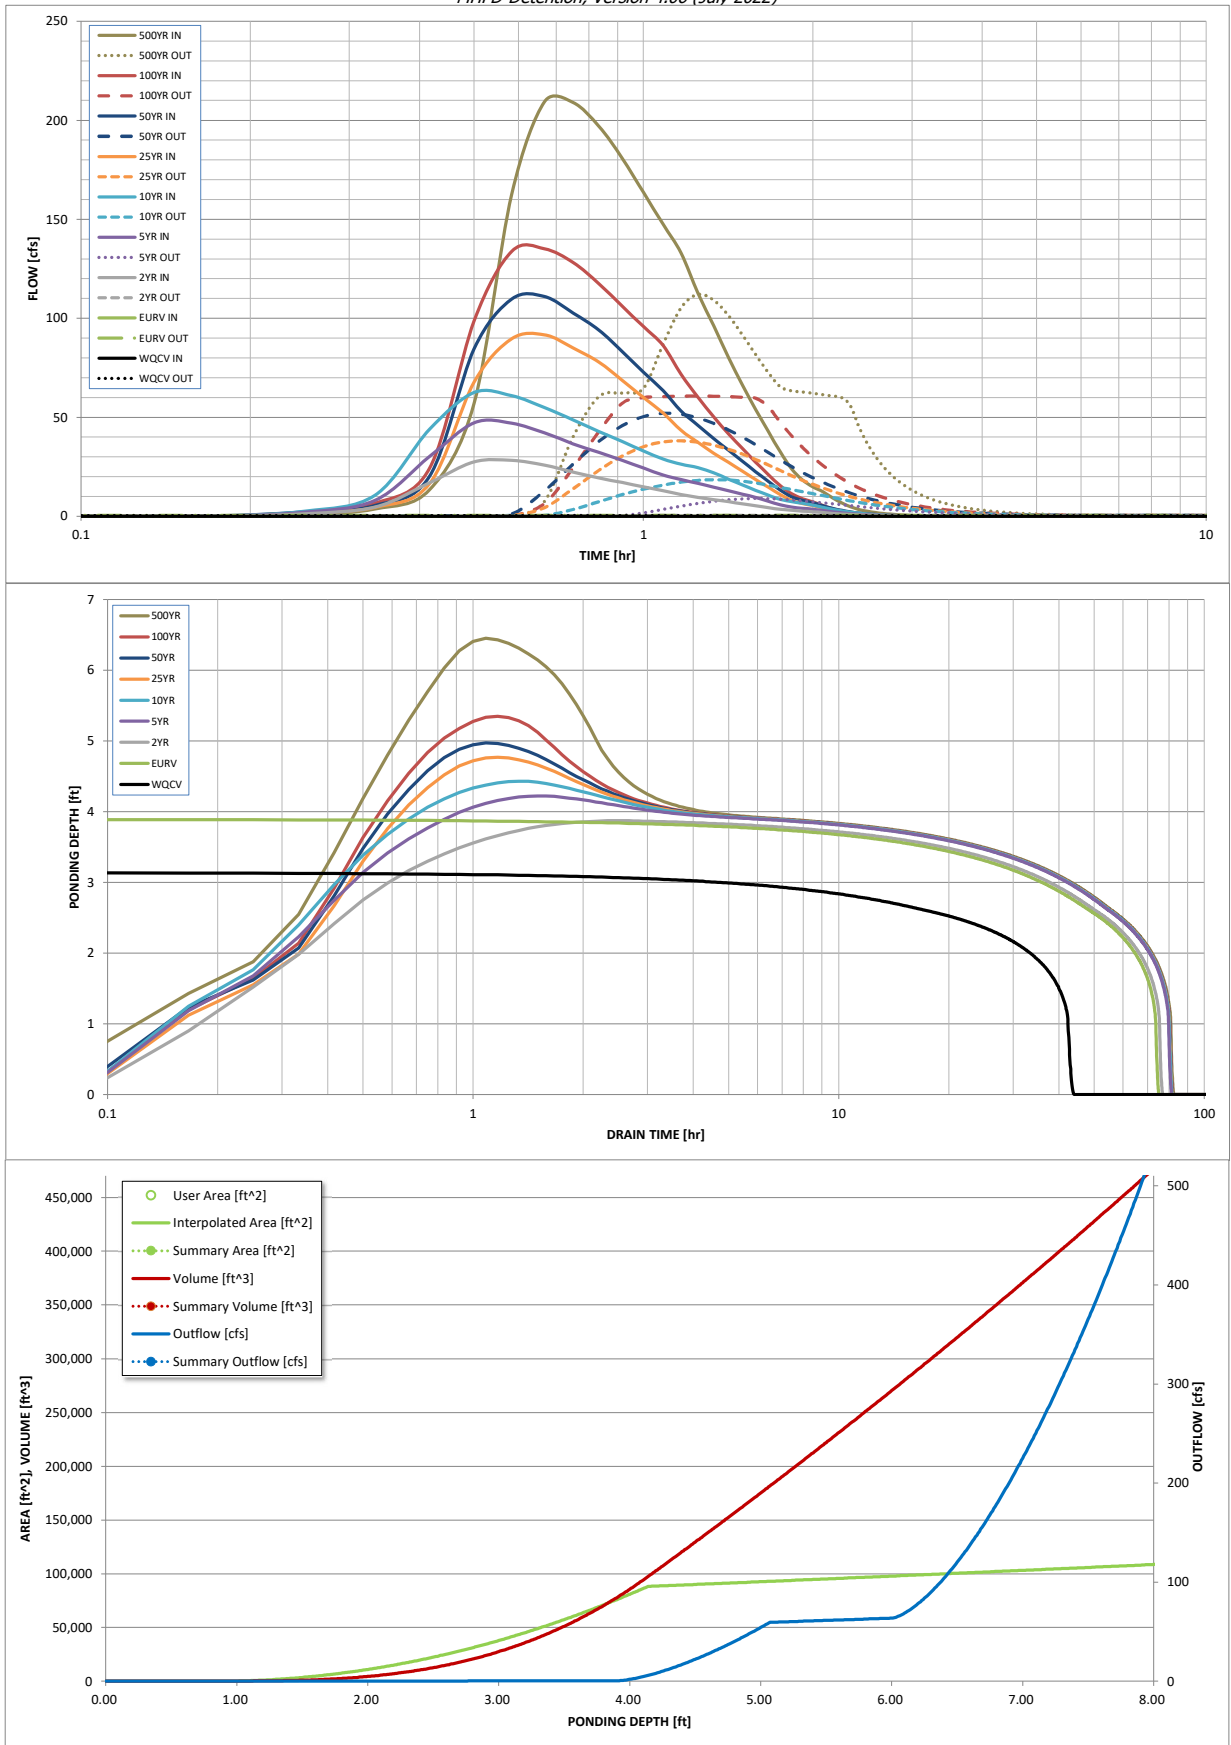 MHFD-Detention, Version 4.06 (July 2022)
250
200
150
100
50
0
FLOW [cfs]
500YR IN
500YR OUT
100YR IN
100YR OUT
50YR IN
50YR OUT
25YR IN
25YR OUT
10YR IN
10YR OUT
5YR IN
5YR OUT
2YR IN
2YR OUT
EURV IN
EURV OUT
WQCV IN
WQCV OUT
0.1 1 10
TIME [hr]
7
6
5
4
3
2
1
0
PONDING DEPTH [ft]
500YR
100YR
50YR
25YR
10YR
5YR
2YR
EURV
WQCV
0.1 1 10 100
DRAIN TIME [hr]
450,000
400,000
350,000
300,000
250,000
200,000
150,000
100,000
50,000
0
AREA [ft^2], VOLUME [ft^3]
User Area [ft^2]
Interpolated Area [ft^2]
Summary Area [ft^2]
Volume [ft^3]
Summary Volume [ft^3]
Outflow [cfs]
Summary Outflow [cfs]
500
400
300
200
100
0
OUTFLOW [cfs]
0.00 1.00 2.00 3.00 4.00 5.00 6.00 7.00 8.00
PONDING DEPTH [ft]